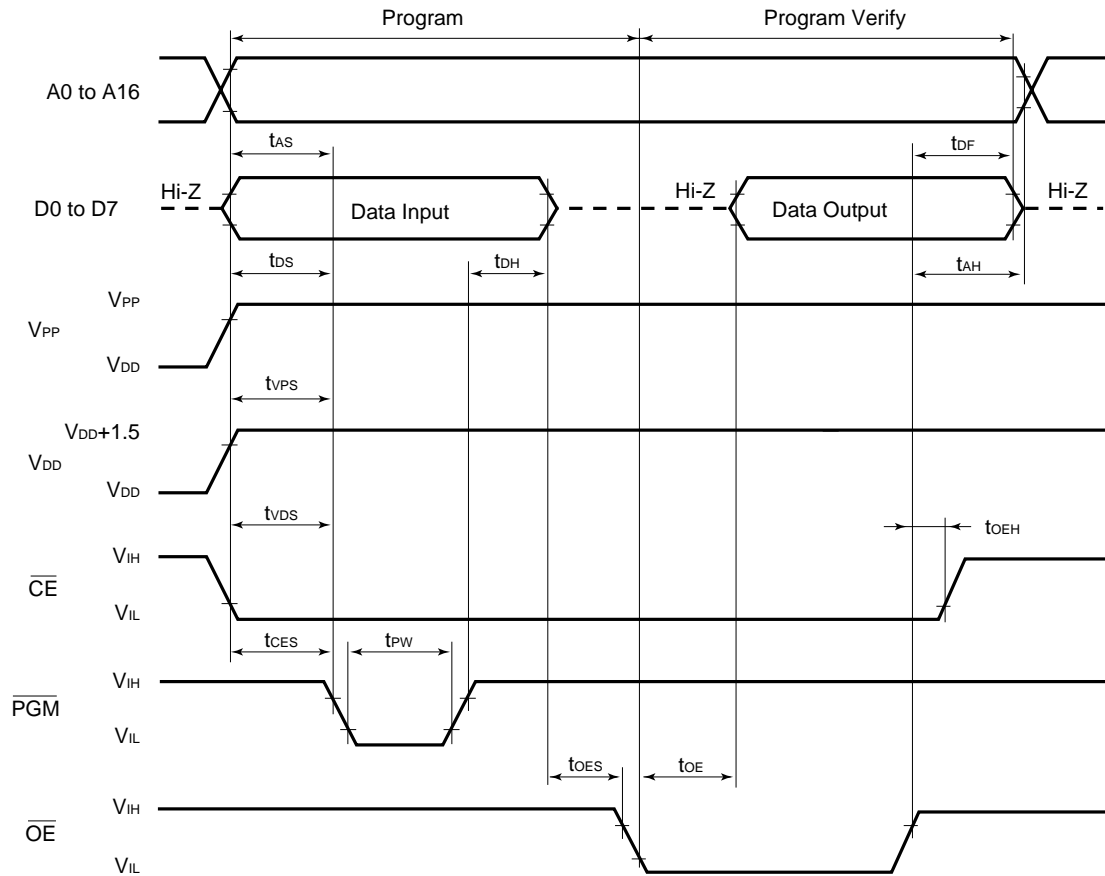 Program Program Verify
A0 to A16
tAS tDF
Hi-Z Hi-Z Hi-Z
D0 to D7 Data Input Data Output
tDS tDH tAH
VPP
VPP
VDD
tVPS
VDD+1.5
VDD
VDD
tVDS tOEH
VIH
CE
VIL
tCES tPW
VIH
PGM
VIL
tOES tOE
VIH
OE
VIL